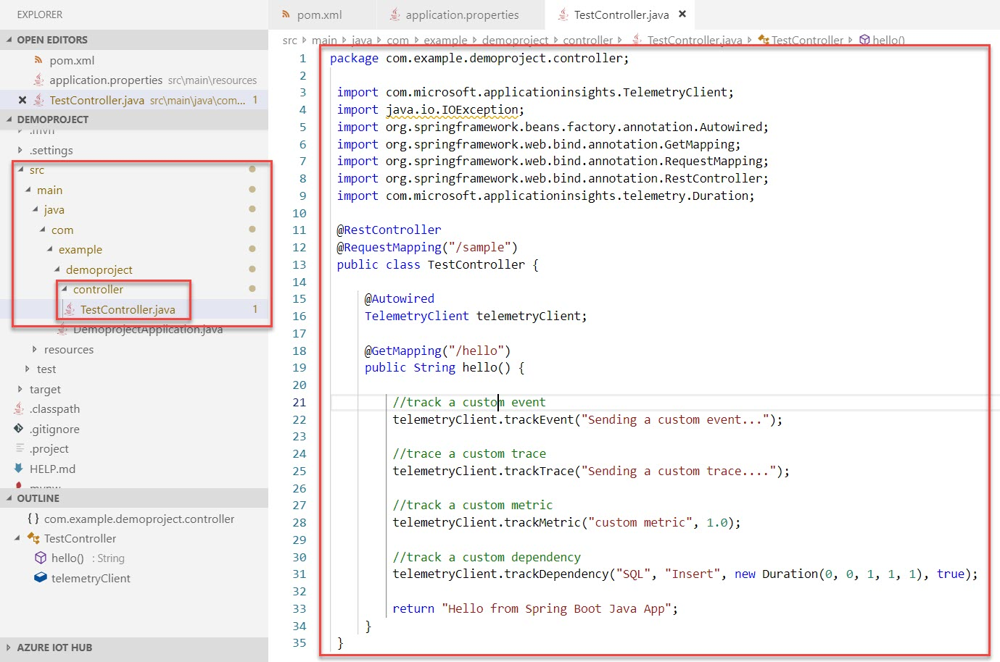 EXPLORER
OPEN EDITORS
pom.xml
application.properties src\main\resources
TestController.java src\main\java\com... 1
DEMOPROJECT
.mvn
.settings
src
main
java
com
example
demoproject
controller
TestController.java 1
DemoprojectApplication.java
resources
test
target
.classpath
.gitignore
.project
HELP.md
mvnw
OUTLINE
{ } com.example.demoproject.controller
TestController
hello() : String
telemetryClient
AZURE IOT HUB
pom.xml application.properties TestController.java
src main java com example demoproject controller TestController.java TestController hello()
1 package com.example.demoproject.controller;
2
3 import com.microsoft.applicationinsights.TelemetryClient;
4 import java.io.IOException;
5 import org.springframework.beans.factory.annotation.Autowired;
6 import org.springframework.web.bind.annotation.GetMapping;
7 import org.springframework.web.bind.annotation.RequestMapping;
8 import org.springframework.web.bind.annotation.RestController;
9 import com.microsoft.applicationinsights.telemetry.Duration;
10
11 @RestController
12 @RequestMapping("/sample")
13 public class TestController {
14
15 @Autowired
16 TelemetryClient telemetryClient;
17
18 @GetMapping("/hello")
19 public String hello() {
20
21 //track a custom event
22 telemetryClient.trackEvent("Sending a custom event...");
23
24 //trace a custom trace
25 telemetryClient.trackTrace("Sending a custom trace....");
26
27 //track a custom metric
28 telemetryClient.trackMetric("custom metric", 1.0);
29
30 //track a custom dependency
31 telemetryClient.trackDependency("SQL", "Insert", new Duration(0, 0, 1, 1, 1), true);
32
33 return "Hello from Spring Boot Java App";
34 }
35 }